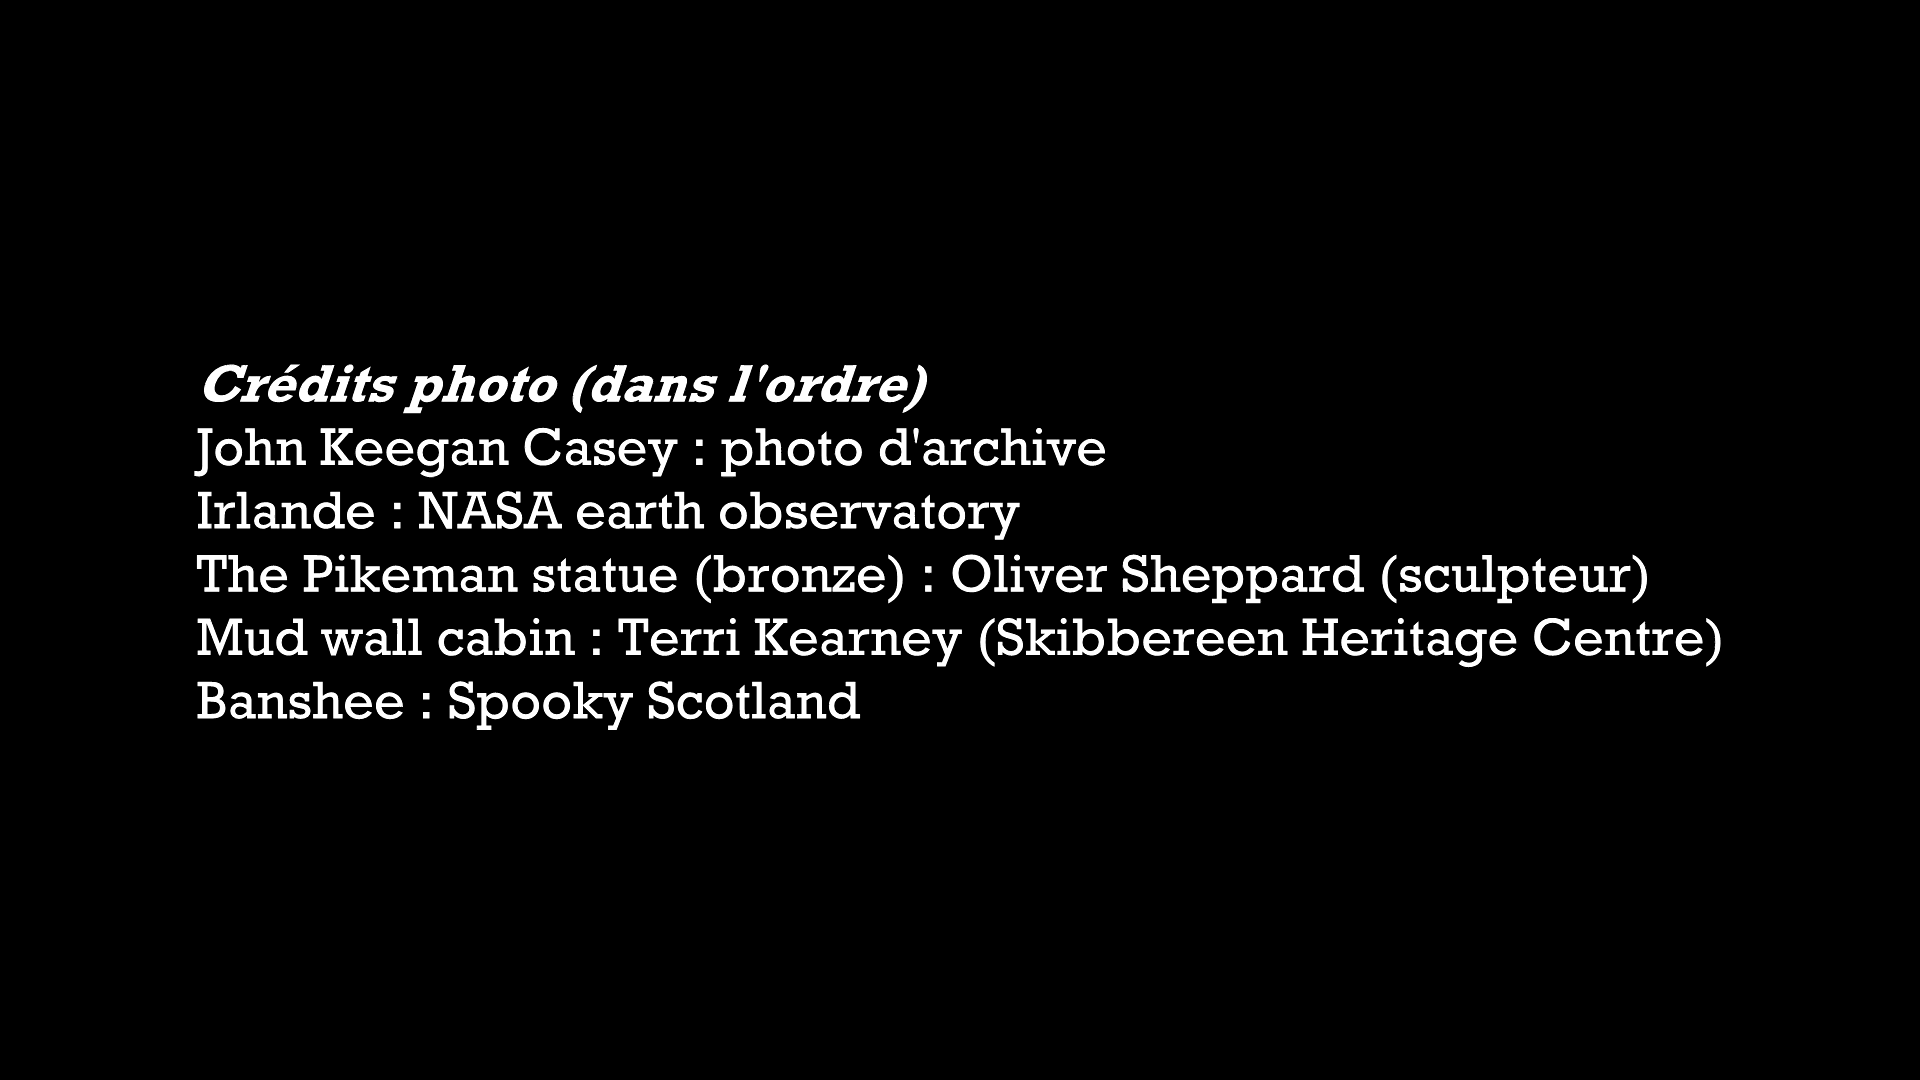 Crédits photo (dans l'ordre)
John Keegan Casey : photo d'archive
Irlande : NASA earth observatory
The Pikeman statue (bronze) : Oliver Sheppard (sculpteur)
Mud wall cabin : Terri Kearney (Skibbereen Heritage Centre)
Banshee : Spooky Scotland